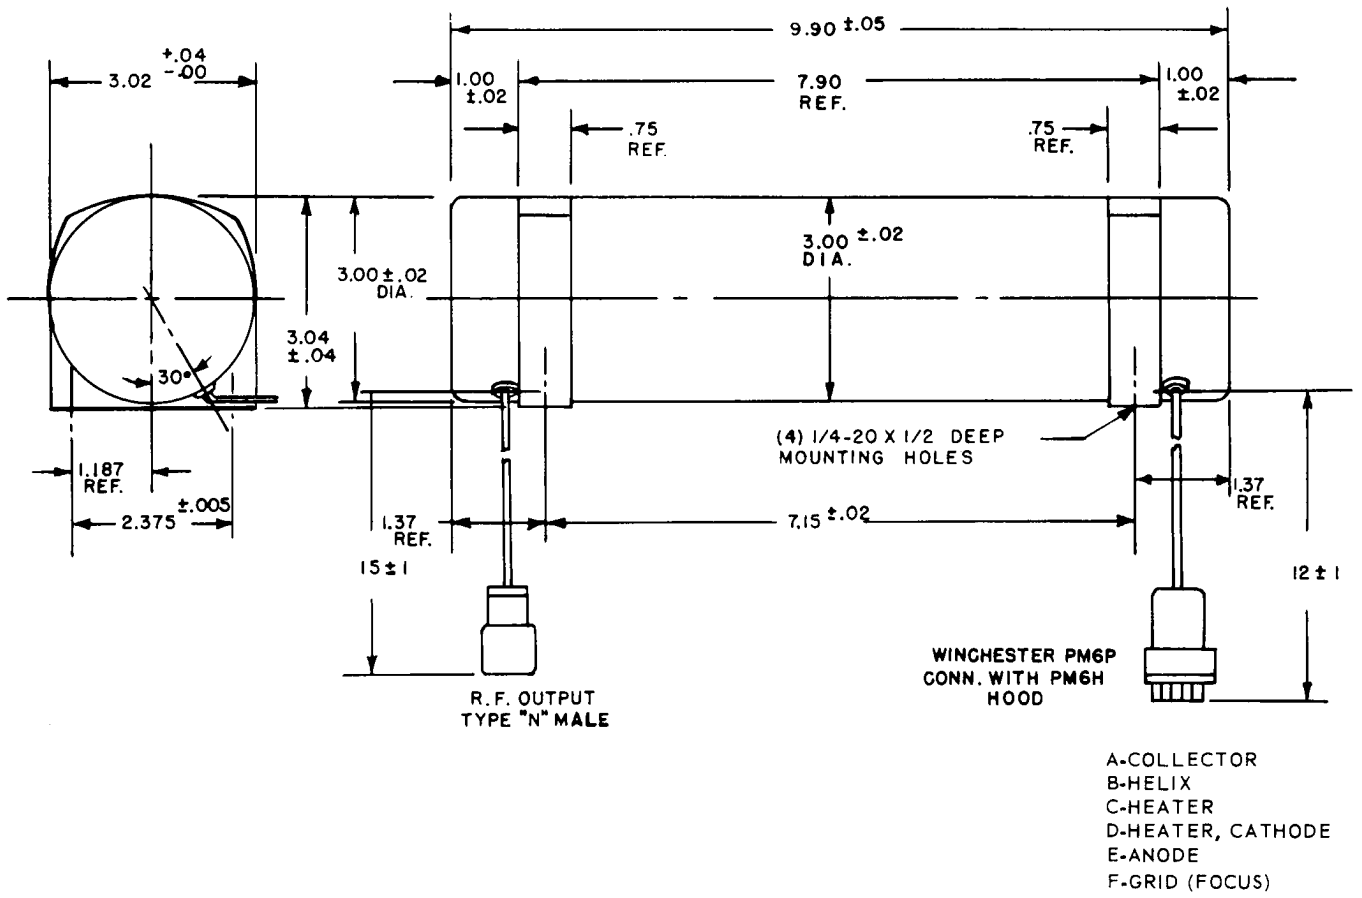 9.90 ±.05
+.04
3.02 -.00
1.00
±.02
7.90
REF.
1.00
±.02
.75
REF.
.75
REF.
3.00 ±.02
DIA.
3.00 ±.02
DIA.
3.04
±.04
30°
(4) 1/4-20 X 1/2 DEEP
MOUNTING HOLES
1.187
REF.
2.375 ±.005
1.37
REF.
7.15 ±.02
1.37
REF.
15 ± 1
12 ± 1
R.F. OUTPUT
TYPE "N" MALE
WINCHESTER PM6P
CONN. WITH PM6H
HOOD
A-COLLECTOR
B-HELIX
C-HEATER
D-HEATER, CATHODE
E-ANODE
F-GRID (FOCUS)